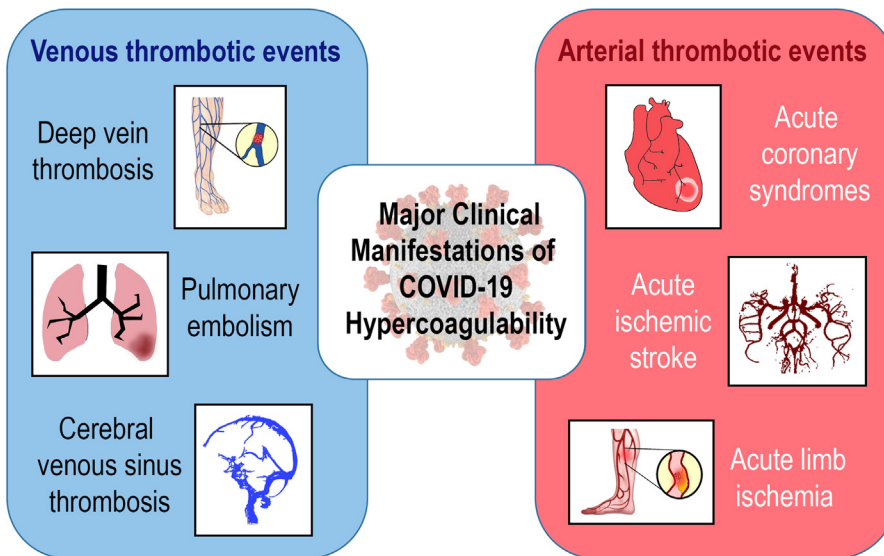 Venous thrombotic events
Deep vein
thrombosis
Pulmonary
embolism
Cerebral
venous sinus
thrombosis
Major Clinical
Manifestations of
COVID-19
Hypercoagulability
Arterial thrombotic events
Acute
coronary
syndromes
Acute
ischemic
stroke
Acute limb
ischemia